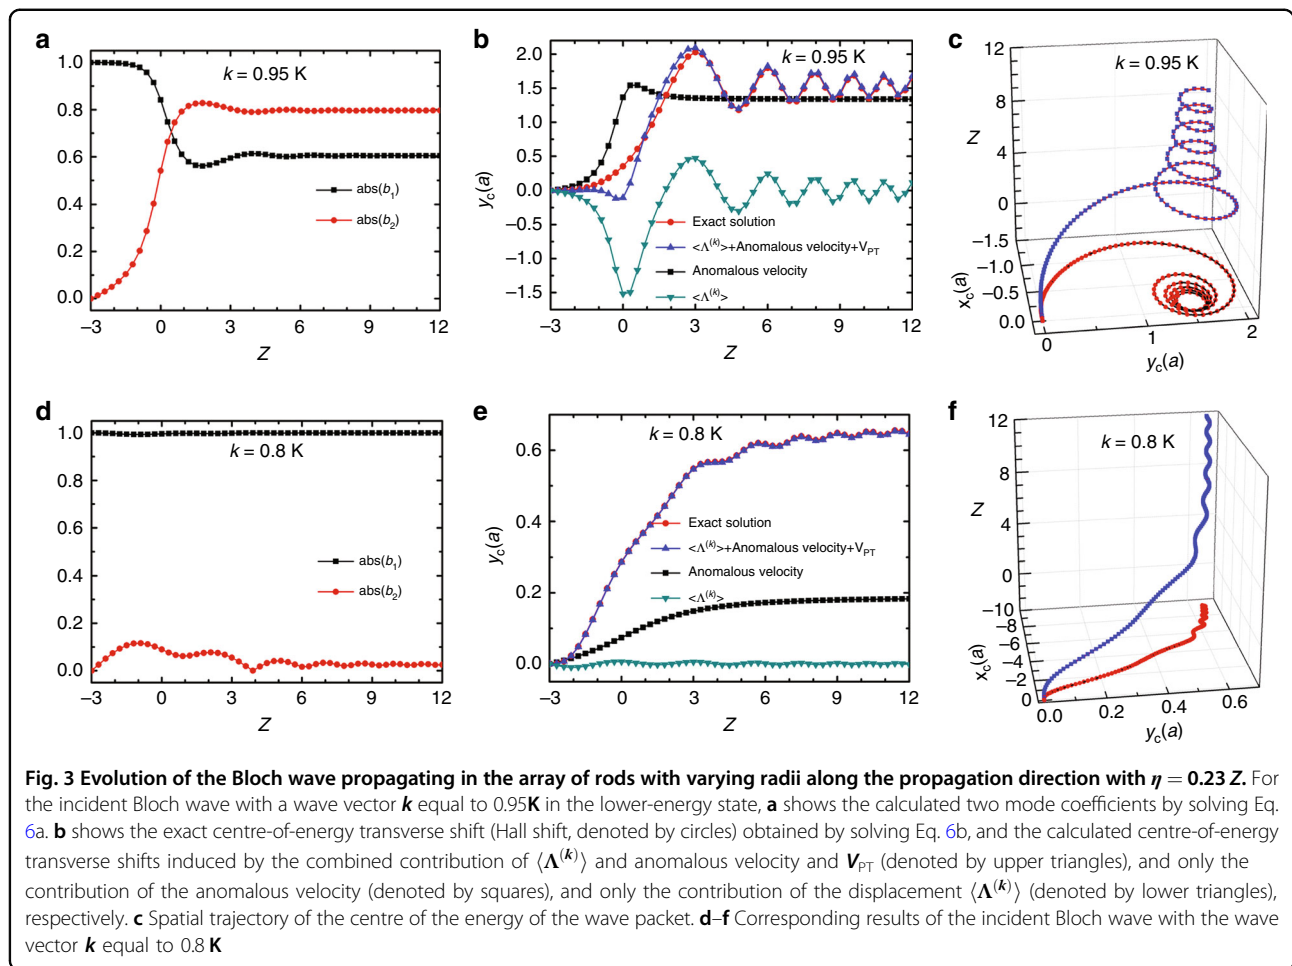 a
1.0
0.8
0.6
0.4
0.2
0.0
k = 0.95 K
abs(b1)
abs(b2)
−3 0 3 6 9 12
Z
b
2.0
1.5
1.0
0.5
0.0
−0.5
−1.0
−1.5
yc(a)
k = 0.95 K
Exact solution
<Λ(k)>+Anomalous velocity+VPT
Anomalous velocity
<Λ(k)>
−3 0 3 6 9 12
Z
c
12
8
4
0
Z
k = 0.95 K
−1.5
−1.0
−0.5
0.0
xc(a)
0 1 2
yc(a)
d
1.0
0.8
0.6
0.4
0.2
0.0
k = 0.8 K
abs(b1)
abs(b2)
−3 0 3 6 9 12
Z
e
0.6
0.4
0.2
0.0
yc(a)
k = 0.8 K
Exact solution
<Λ(k)>+Anomalous velocity+VPT
Anomalous velocity
<Λ(k)>
−3 0 3 6 9 12
Z
f
12
8
4
0
Z
k = 0.8 K
−10
−8
−6
−4
−2
0
xc(a)
0.0 0.2 0.4 0.6
yc(a)
Fig. 3 Evolution of the Bloch wave propagating in the array of rods with varying radii along the propagation direction with η = 0.23 Z. For
the incident Bloch wave with a wave vector k equal to 0.95K in the lower-energy state, a shows the calculated two mode coefficients by solving Eq.
6a. b shows the exact centre-of-energy transverse shift (Hall shift, denoted by circles) obtained by solving Eq. 6b, and the calculated centre-of-energy
transverse shifts induced by the combined contribution of ⟨Λ(k)⟩ and anomalous velocity and VPT (denoted by upper triangles), and only the
contribution of the anomalous velocity (denoted by squares), and only the contribution of the displacement ⟨Λ(k)⟩ (denoted by lower triangles),
respectively. c Spatial trajectory of the centre of the energy of the wave packet. d–f Corresponding results of the incident Bloch wave with the wave
vector k equal to 0.8 K